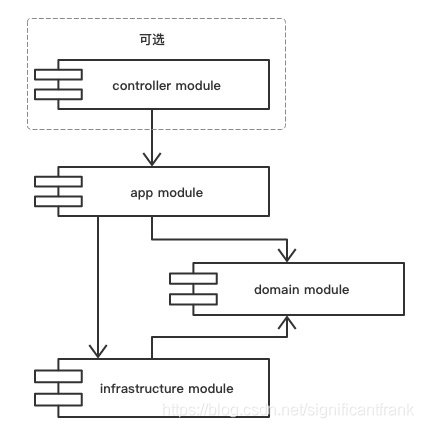 可选
controller module
app module
domain module
infrastructure module
https://blog.csdn.net/significantfrank